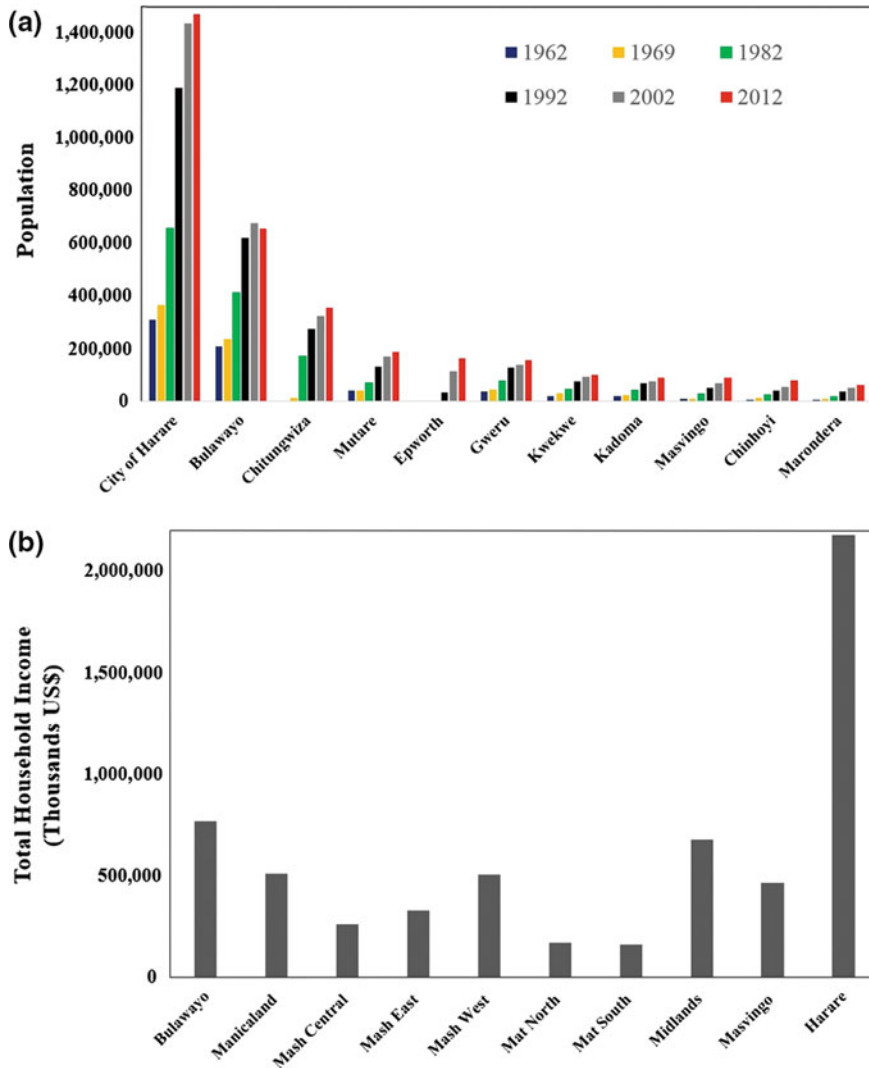 (a)
1,400,000
1,200,000
1,000,000
800,000
600,000
400,000
200,000
0
Population
1962 1969 1982
1992 2002 2012
City of Harare
Bulawayo
Chitungwiza
Mutare
Epworth
Gweru
Kwekwe
Kadoma
Masvingo
Chinhoyi
Marondera
(b)
2,000,000
1,500,000
1,000,000
500,000
0
Total Household Income
(Thousands US$)
Bulawayo
Manicaland
Mash Central
Mash East
Mash West
Mat North
Mat South
Midlands
Masvingo
Harare